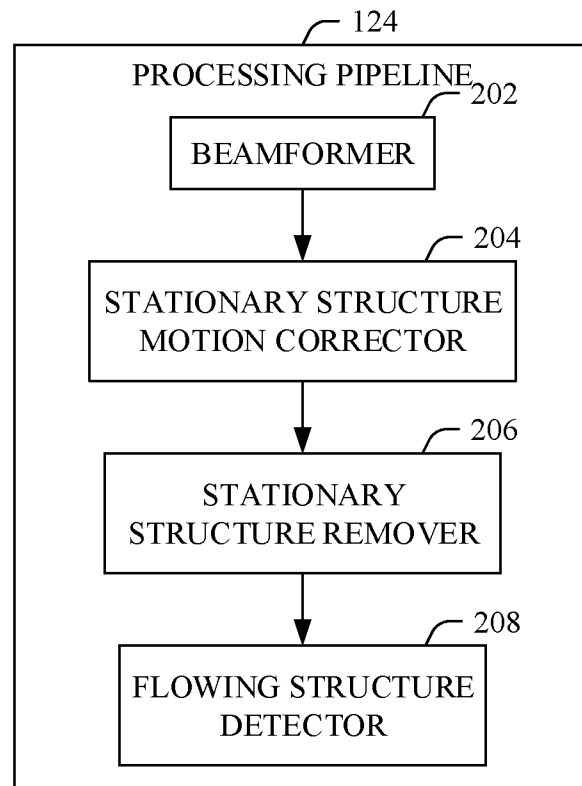 124
PROCESSING PIPELINE
202
BEAMFORMER
204
STATIONARY STRUCTURE
MOTION CORRECTOR
206
STATIONARY
STRUCTURE REMOVER
208
FLOWING STRUCTURE
DETECTOR